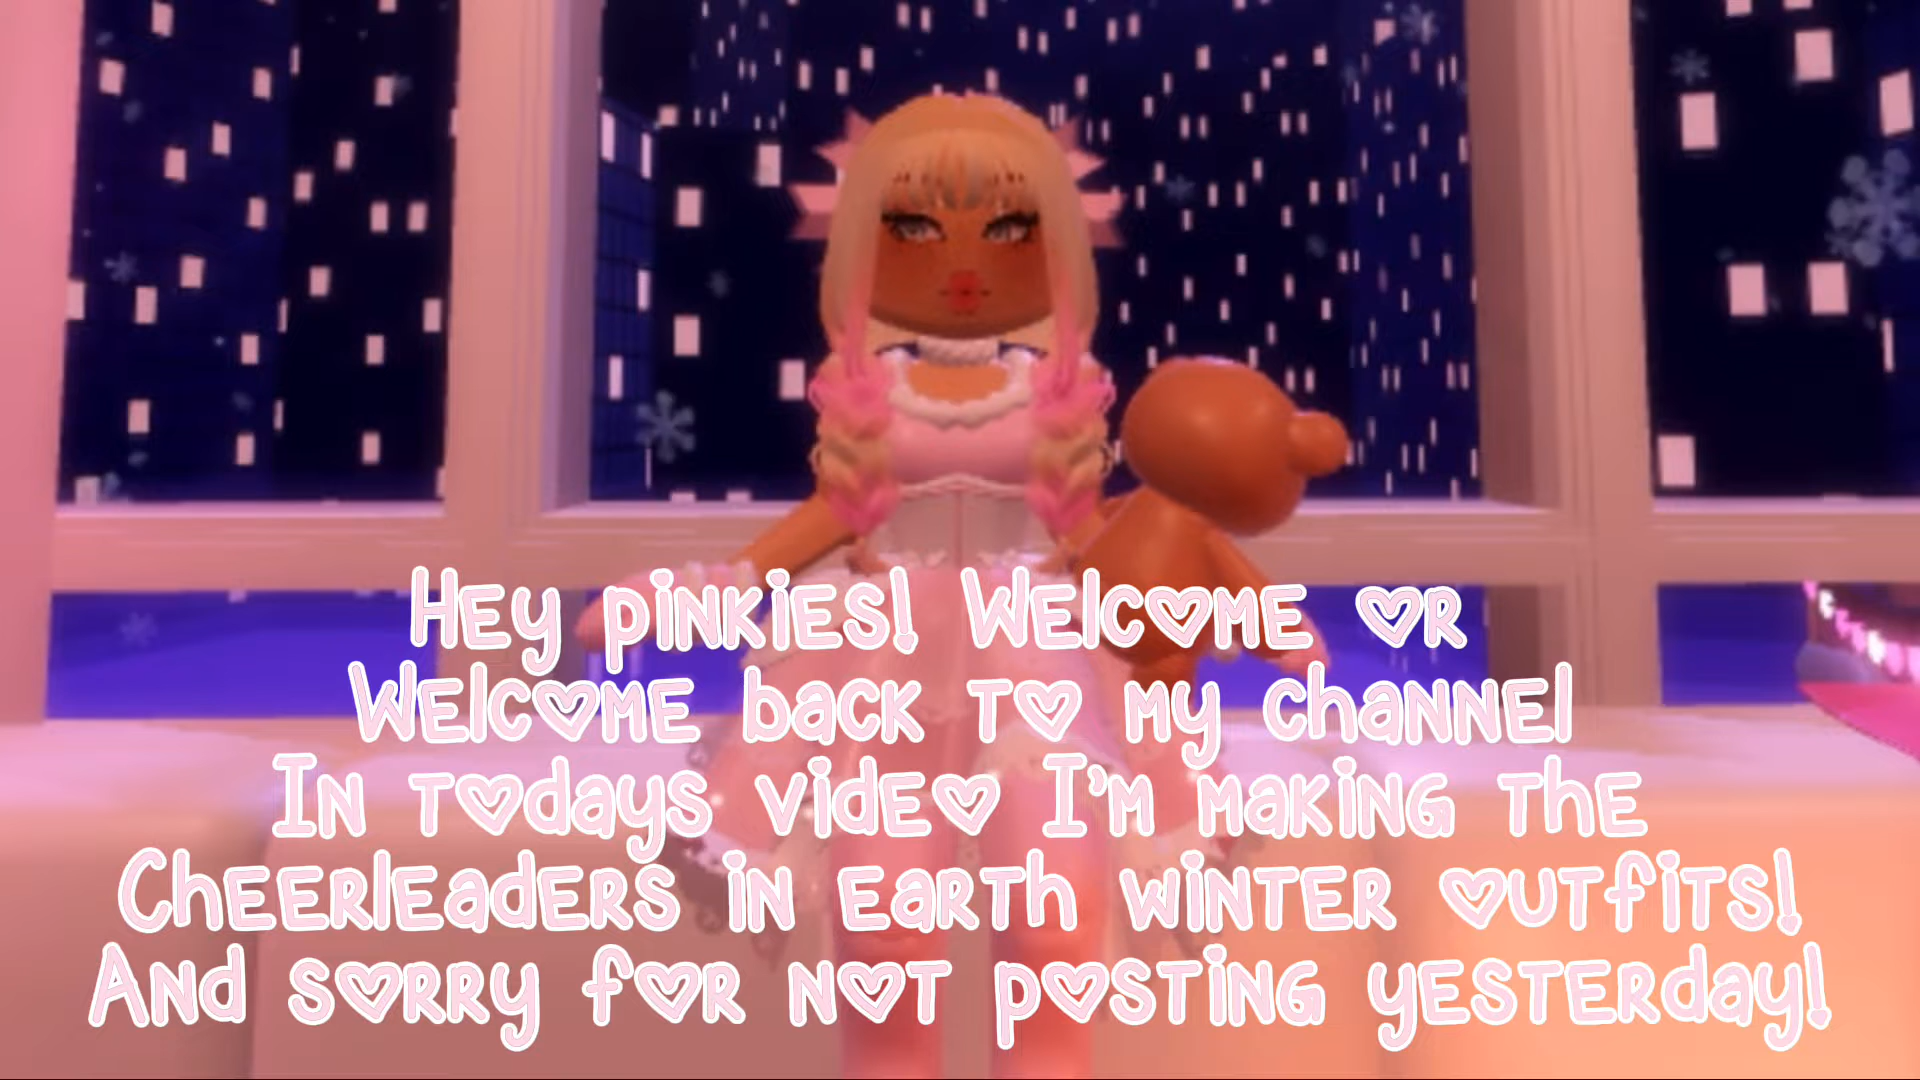 Hey pinkies! Welcome or
Welcome back to my channel
In todays video I'm making the
Cheerleaders in earth winter outfits!
And sorry for not posting yesterday!